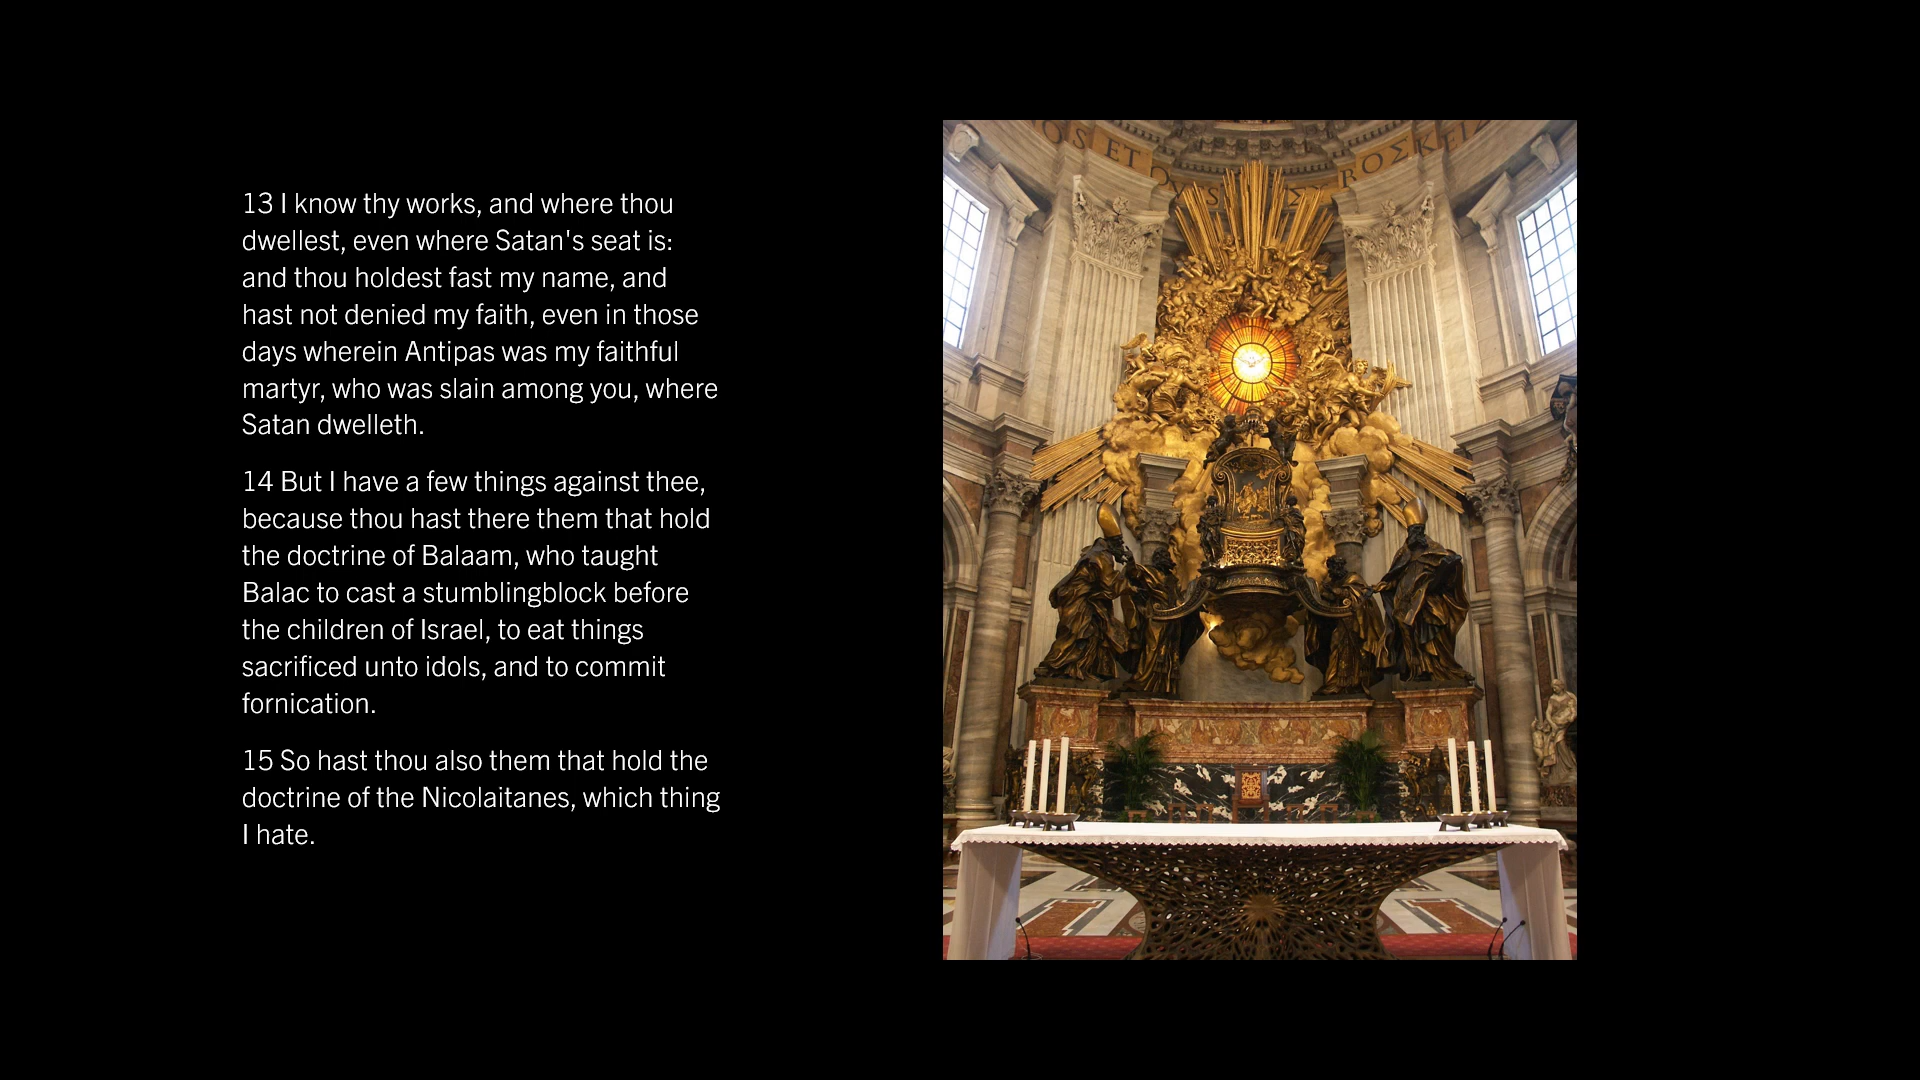 13 I know thy works, and where thou
dwellest, even where Satan's seat is:
and thou holdest fast my name, and
hast not denied my faith, even in those
days wherein Antipas was my faithful
martyr, who was slain among you, where
Satan dwelleth.
14 But I have a few things against thee,
because thou hast there them that hold
the doctrine of Balaam, who taught
Balac to cast a stumblingblock before
the children of Israel, to eat things
sacrificed unto idols, and to commit
fornication.
15 So hast thou also them that hold the
doctrine of the Nicolaitanes, which thing
I hate.
OS ET